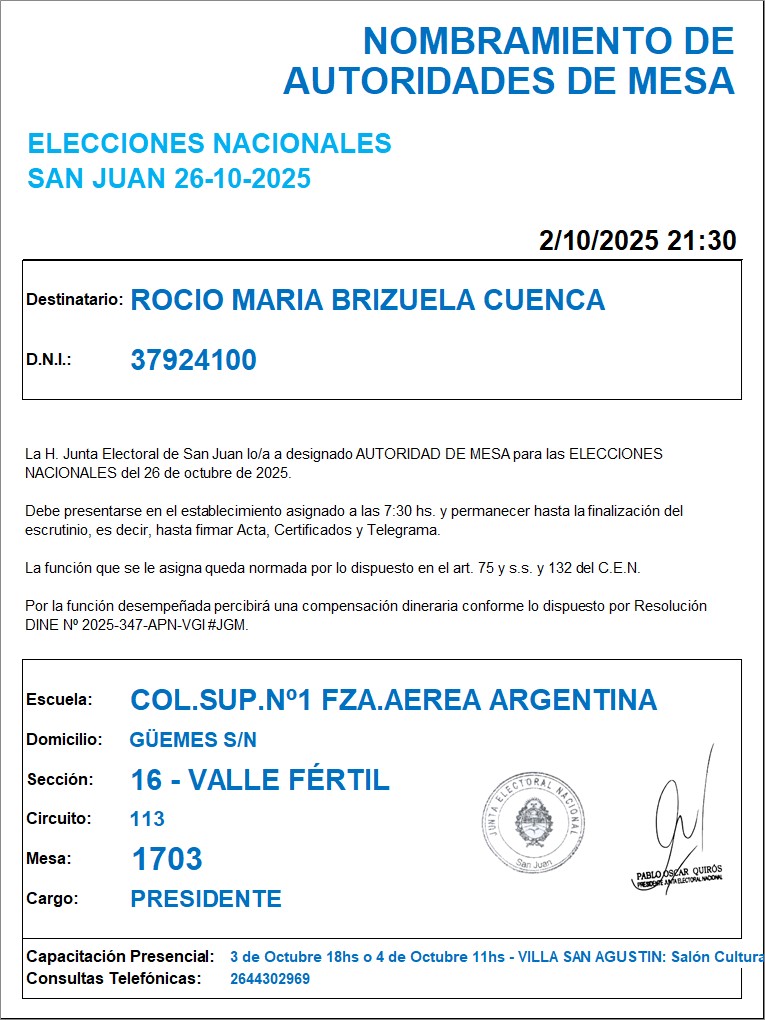 NOMBRAMIENTO DE
AUTORIDADES DE MESA
ELECCIONES NACIONALES
SAN JUAN 26-10-2025
2/10/2025 21:30
Destinatario: ROCIO MARIA BRIZUELA CUENCA
D.N.I.: 37924100
La H. Junta Electoral de San Juan lo/a a designado AUTORIDAD DE MESA para las ELECCIONES
NACIONALES del 26 de octubre de 2025.
Debe presentarse en el establecimiento asignado a las 7:30 hs. y permanecer hasta la finalización del
escrutinio, es decir, hasta firmar Acta, Certificados y Telegrama.
La función que se le asigna queda normada por lo dispuesto en el art. 75 y s.s. y 132 del C.E.N.
Por la función desempeñada percibirá una compensación dineraria conforme lo dispuesto por Resolución
DINE Nº 2025-347-APN-VGI#JGM.
Escuela: COL.SUP.Nº1 FZA.AEREA ARGENTINA
Domicilio: GÜEMES S/N
Sección: 16 - VALLE FÉRTIL
Circuito: 113
Mesa: 1703
Cargo: PRESIDENTE
JUNTA ELECTORAL NACIONAL
San Juan
PABLO OSCAR QUIRÓS
PRESIDENTE JUNTA ELECTORAL NACIONAL
Capacitación Presencial: 3 de Octubre 18hs o 4 de Octubre 11hs - VILLA SAN AGUSTIN: Salón Cultura
Consultas Telefónicas: 2644302969